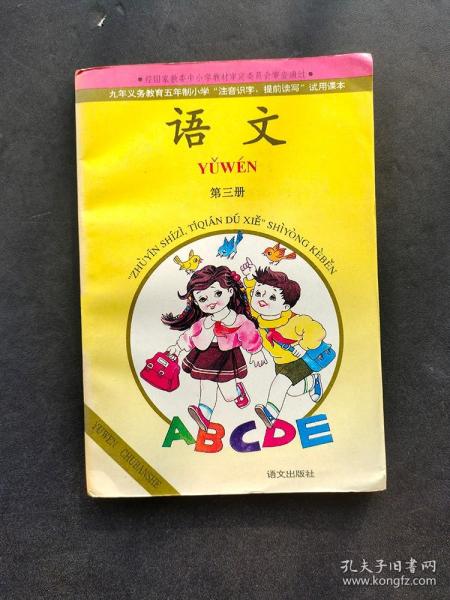 ·经国家教委中小学教材审定委员会审查通过·
九年义务教育五年制小学“注音识字，提前读写”试用课本
语文
YǓWÉN
第三册
"ZHÙYĪN SHÍZÌ, TÍQIÁN DÚ XIĚ" SHÌYÒNG KÈBĚN
ABCDE
YUWEN CHUBANSHE
语文出版社
孔夫子旧书网
www.kongfz.com